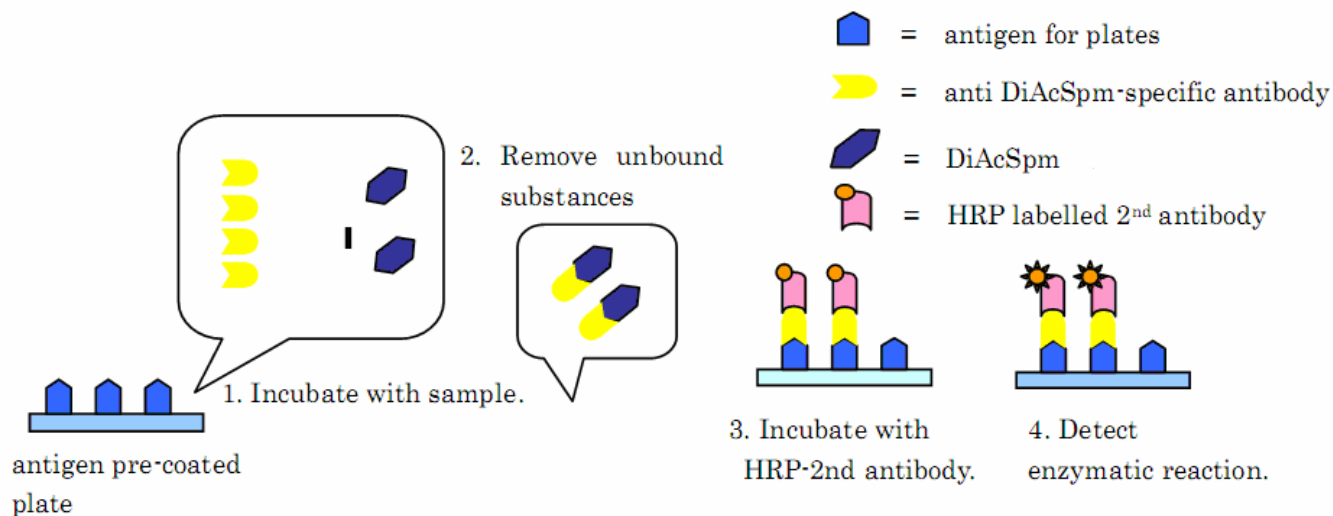 = antigen for plates
= anti DiAcSpm-specific antibody
= DiAcSpm
= HRP labelled 2nd antibody
2. Remove unbound
substances
1. Incubate with sample.
antigen pre-coated
plate
3. Incubate with
HRP-2nd antibody.
4. Detect
enzymatic reaction.